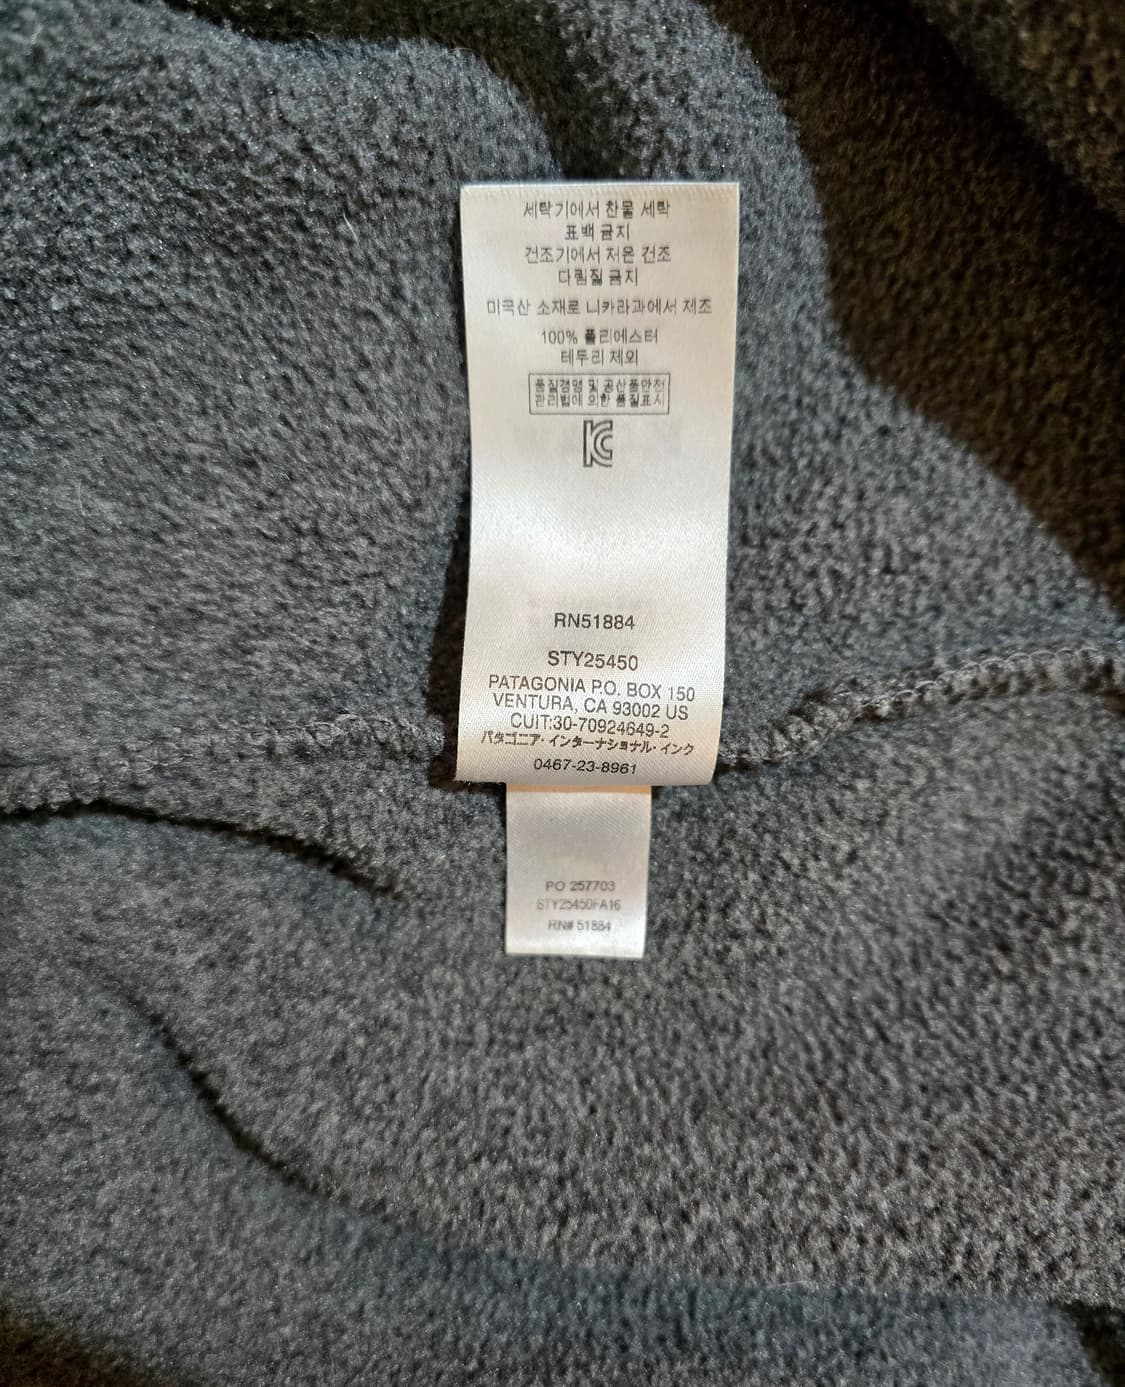 세탁기에서 찬물 세탁
표백 금지
건조기에서 저온 건조
다림질 금지
미국산 소재로 니카라과에서 제조
100% 폴리에스터
테두리 제외
품질경영 및 공산품안전
관리법에 의한 품질표시
RN51884
STY25450
PATAGONIA P.O. BOX 150
VENTURA, CA 93002 US
CUIT:30-70924649-2
パタゴニア・インターナショナル・インク
0467-23-8961
PO 257703
STY25450FA16
RN# 51884